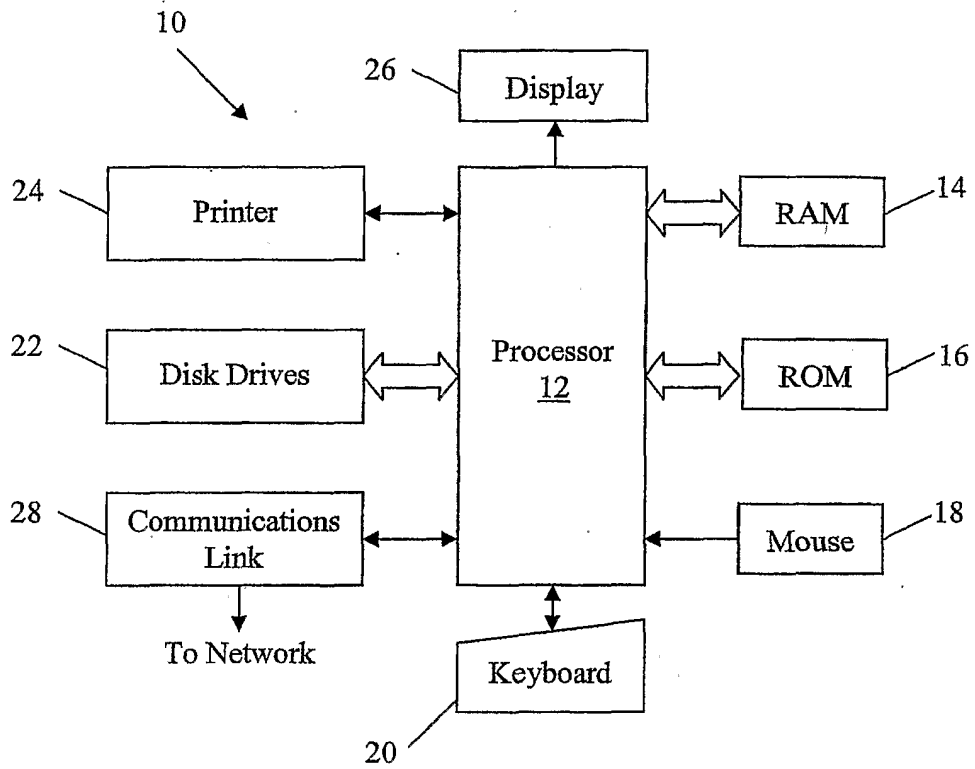 10
26
Display
24
Printer
RAM
14
22
Disk Drives
Processor
12
ROM
16
28
Communications
Link
Mouse
18
To Network
Keyboard
20